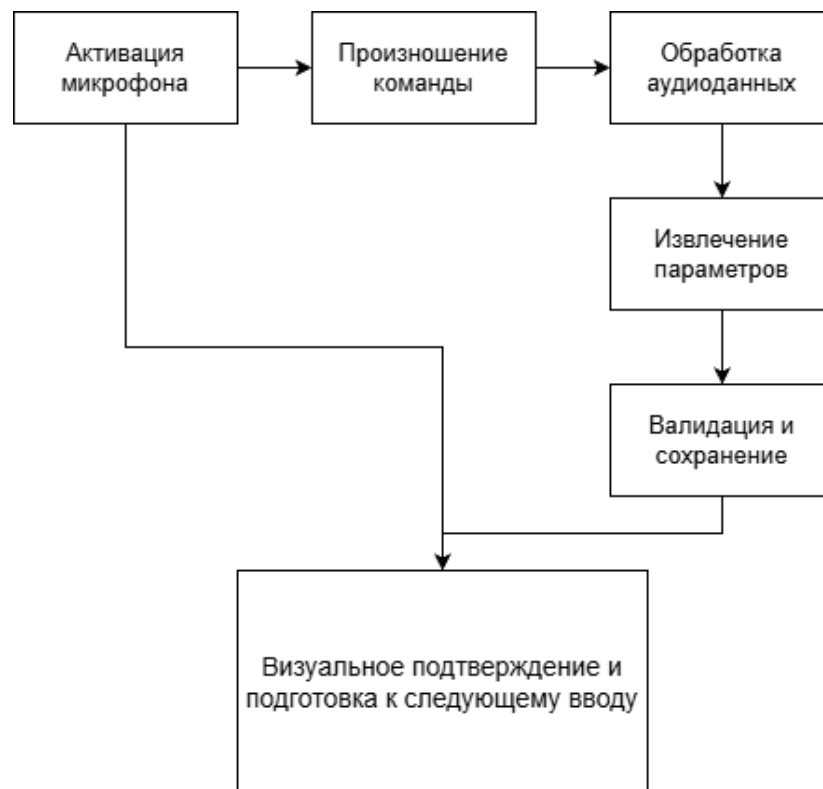 Активация
микрофона
Произношение
команды
Обработка
аудиоданных
Извлечение
параметров
Валидация и
сохранение
Визуальное подтверждение и
подготовка к следующему вводу